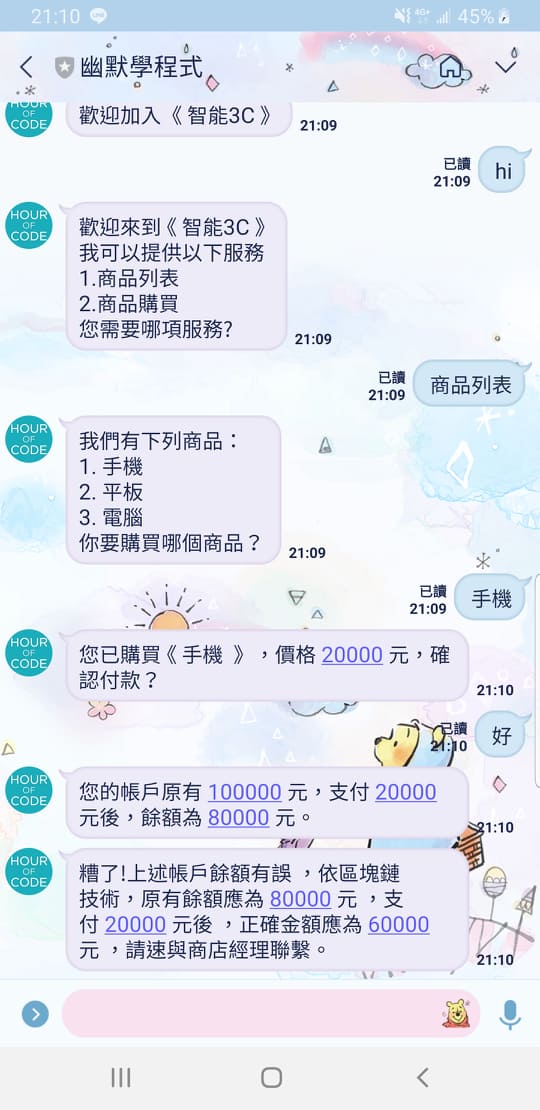 21:10 LINE 4G+ 45%
幽默學程式
HOUR
OF
CODE
歡迎加入《 智能3C 》
21:09
已讀
21:09
hi
HOUR
OF
CODE
歡迎來到《 智能3C 》
我可以提供以下服務
1.商品列表
2.商品購買
您需要哪項服務?
21:09
已讀
21:09
商品列表
HOUR
OF
CODE
我們有下列商品：
1. 手機
2. 平板
3. 電腦
你要購買哪個商品？
21:09
已讀
21:09
手機
HOUR
OF
CODE
您已購買《 手機 》，價格 20000 元，確
認付款？
21:10
已讀
21:10
好
HOUR
OF
CODE
您的帳戶原有 100000 元，支付 20000
元後，餘額為 80000 元。
21:10
HOUR
OF
CODE
糟了!上述帳戶餘額有誤 ，依區塊鏈
技術，原有餘額應為 80000 元 ，支
付 20000 元後 ，正確金額應為 60000
元 ，請速與商店經理聯繫。
21:10